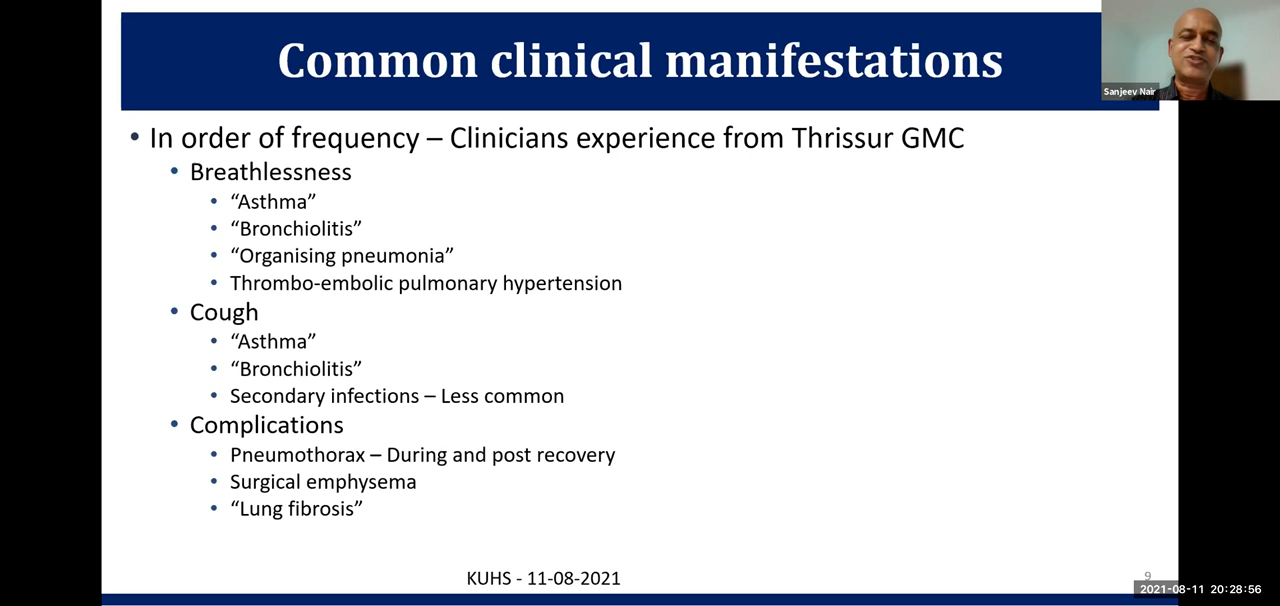 Common clinical manifestations
Sanjeev Nair
• In order of frequency – Clinicians experience from Thrissur GMC
• Breathlessness
• “Asthma”
• “Bronchiolitis”
• “Organising pneumonia”
• Thrombo-embolic pulmonary hypertension
• Cough
• “Asthma”
• “Bronchiolitis”
• Secondary infections – Less common
• Complications
• Pneumothorax – During and post recovery
• Surgical emphysema
• “Lung fibrosis”
KUHS - 11-08-2021
9
2021-08-11 20:28:56